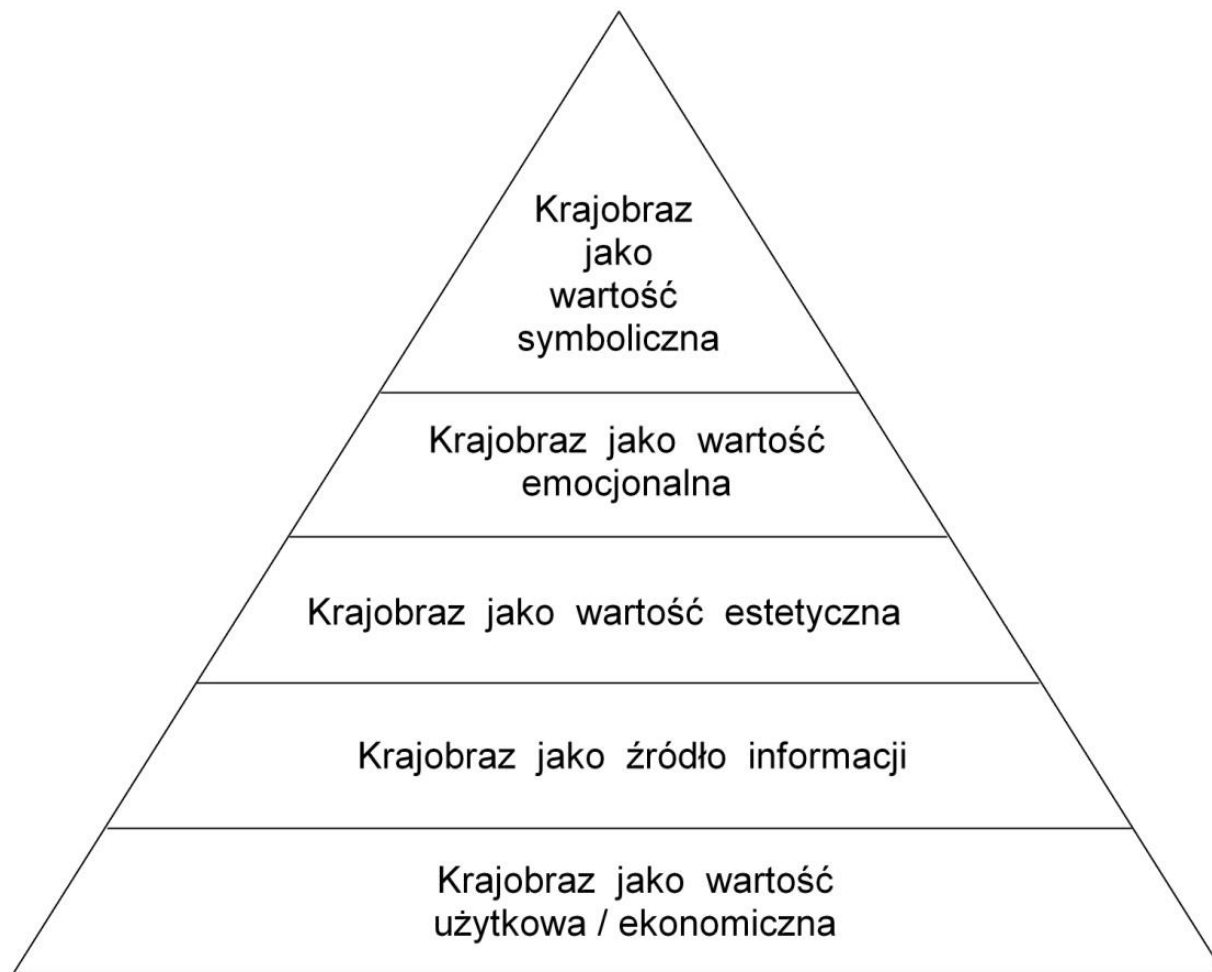 Krajobraz
jako
wartość
symboliczna
Krajobraz jako wartość
emocjonalna
Krajobraz jako wartość estetyczna
Krajobraz jako źródło informacji
Krajobraz jako wartość
użytkowa / ekonomiczna